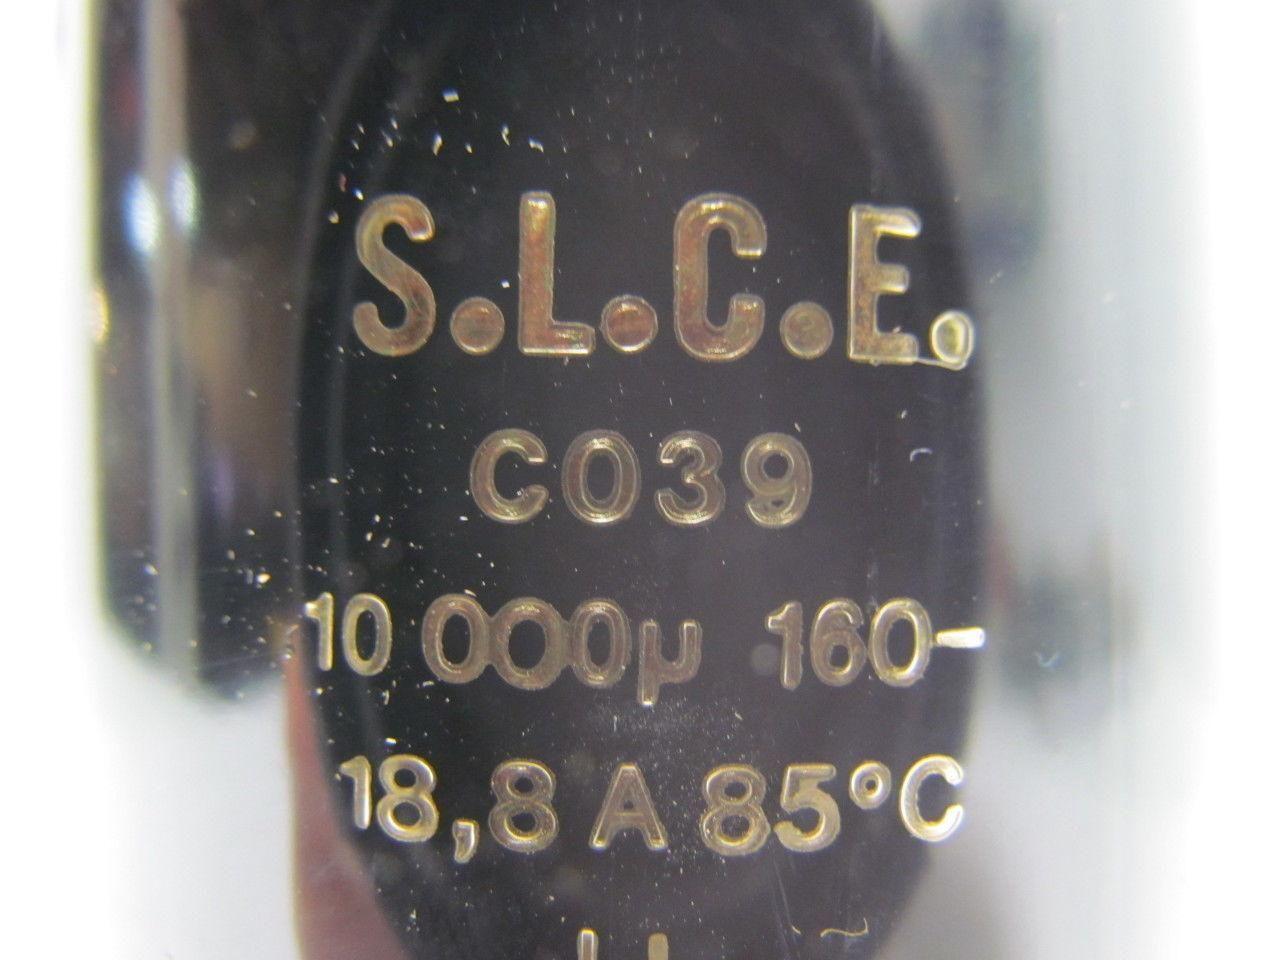 S.L.C.E.
C039
10 000µ 160-
18,8 A 85°C